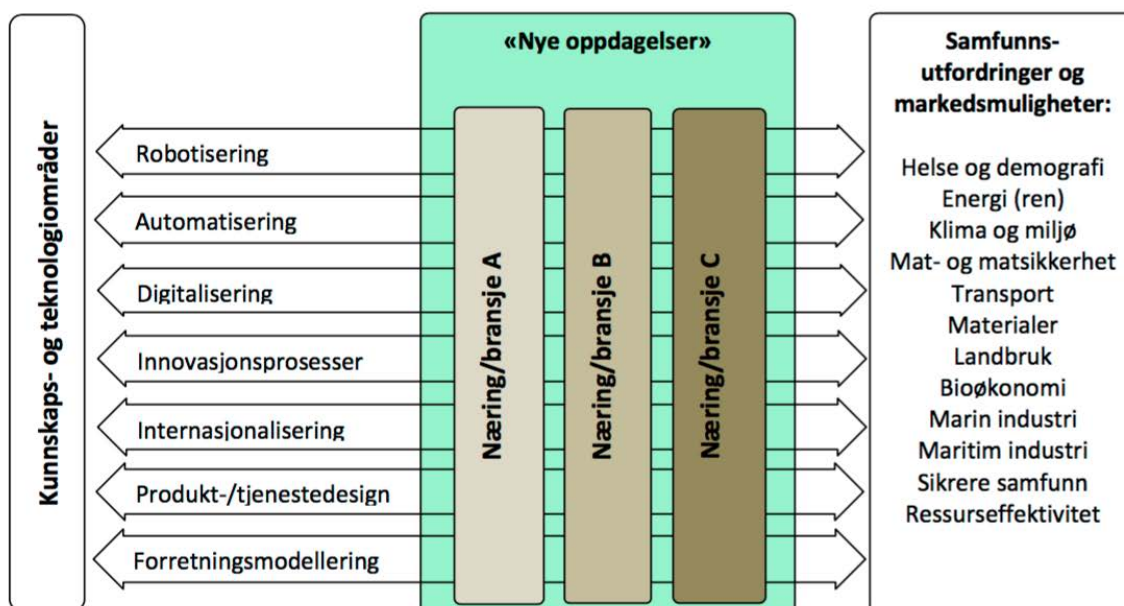 Kunnskaps- og teknologiområder
Robotisering
Automatisering
Digitalisering
Innovasjonsprosesser
Internasjonalisering
Produkt-/tjenestedesign
Forretningsmodellering
«Nye oppdagelser»
Næring/bransje A
Næring/bransje B
Næring/bransje C
Samfunns-
utfordringer og
markedsmuligheter:
Helse og demografi
Energi (ren)
Klima og miljø
Mat- og matsikkerhet
Transport
Materialer
Landbruk
Bioøkonomi
Marin industri
Maritim industri
Sikrere samfunn
Ressurseffektivitet